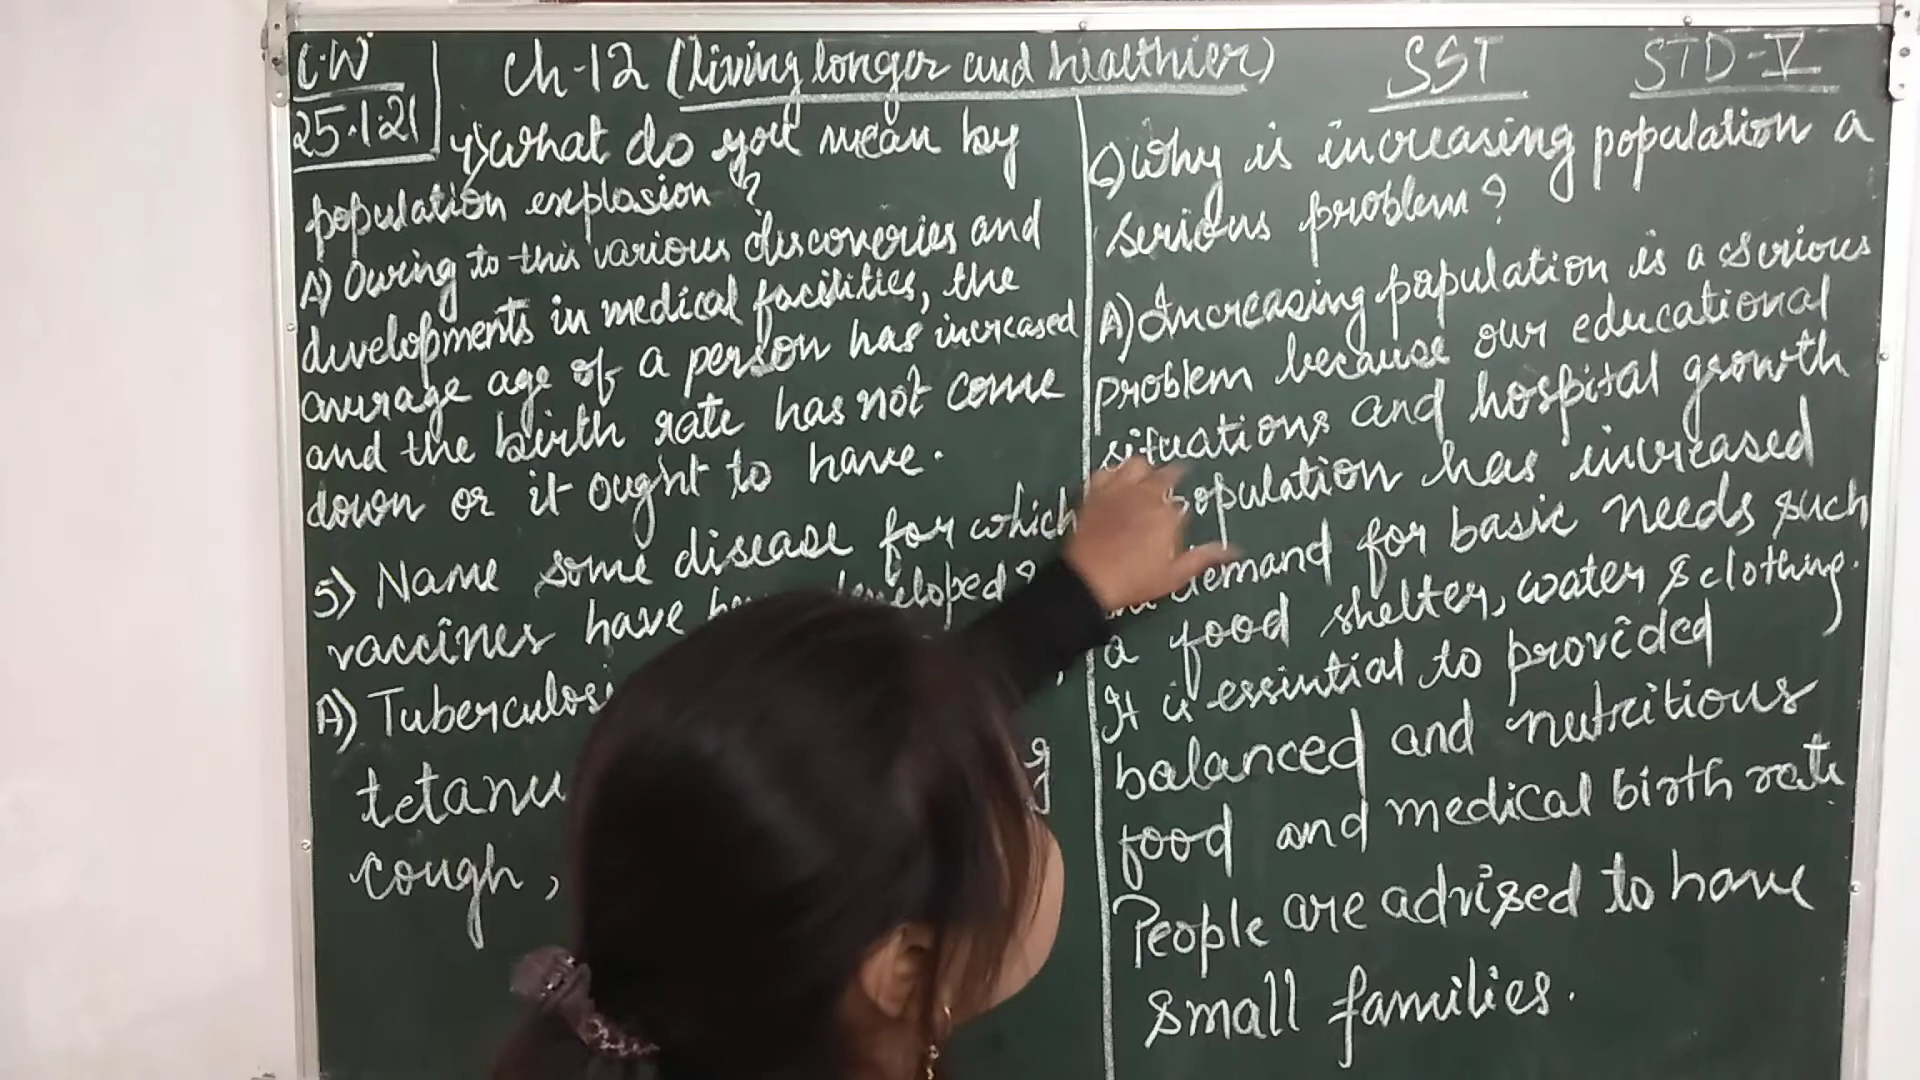 C.W
25.1.21
Ch-12 (Living longer and healthier)
SST
STD-V
4) What do you mean by
population explosion ?
A) Owing to this various discoveries and
developments in medical facilities, the
average age of a person has increased
and the birth rate has not come
down or it ought to have.
5) Name some disease for which
vaccines have developed?
A) Tuberculosi
tetanu
cough,
6) Why is increasing population a
serious problem?
A) Increasing population is a serious
problem because our educational
situations and hospital growth
population has increased
demand for basic needs such
a food shelter, water & clothing.
It is essintial to provided
balanced and nutritious
food and medical birth rate
People are advised to have
small families.